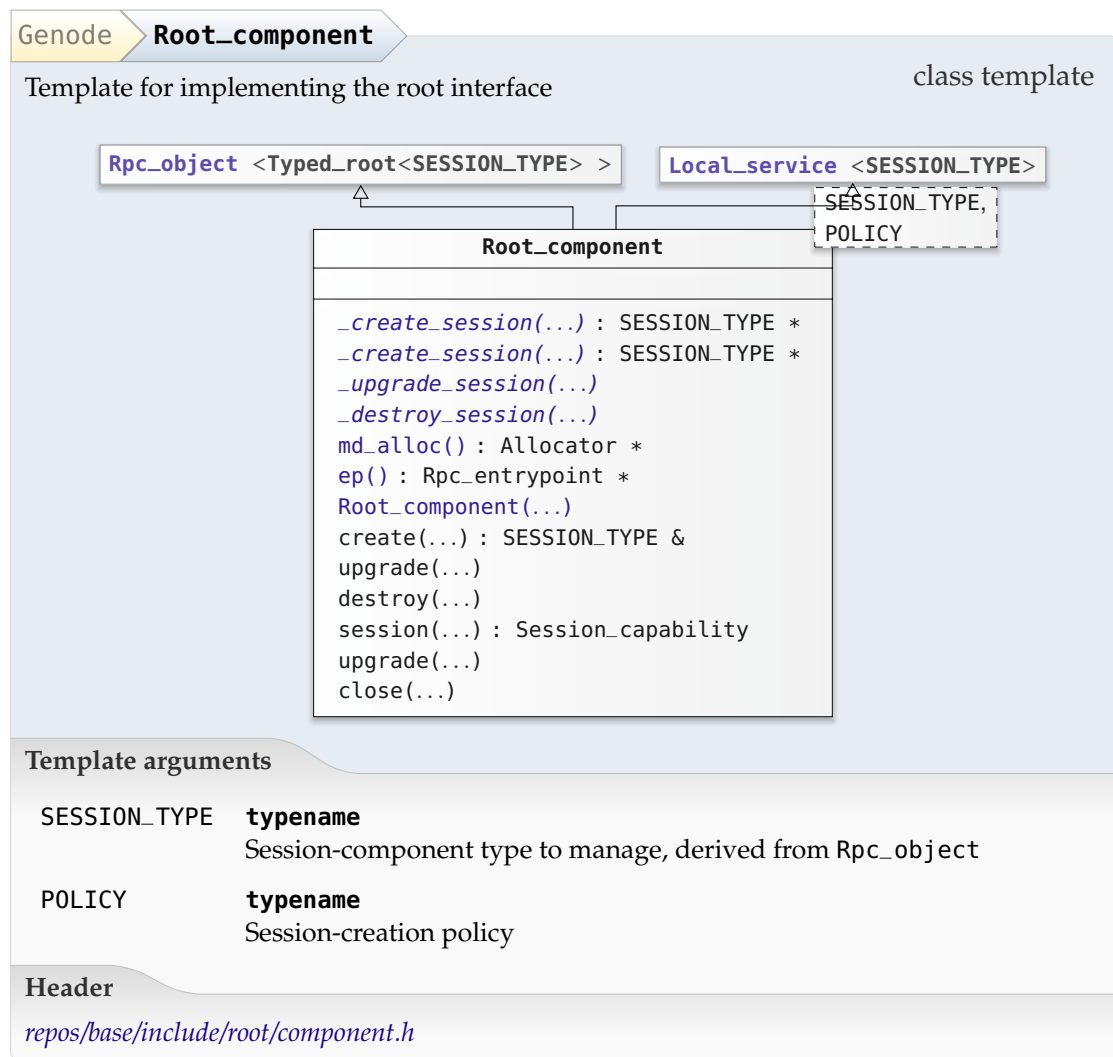 Genode Root_component
class template
Template for implementing the root interface
Rpc_object <Typed_root<SESSION_TYPE> >
Local_service <SESSION_TYPE>
SESSION_TYPE,
POLICY
Root_component
_create_session(...) : SESSION_TYPE *
_create_session(...) : SESSION_TYPE *
_upgrade_session(...)
_destroy_session(...)
md_alloc() : Allocator *
ep() : Rpc_entrypoint *
Root_component(...)
create(...) : SESSION_TYPE &
upgrade(...)
destroy(...)
session(...) : Session_capability
upgrade(...)
close(...)
Template arguments
SESSION_TYPE typename
Session-component type to manage, derived from Rpc_object
POLICY typename
Session-creation policy
Header
repos/base/include/root/component.h